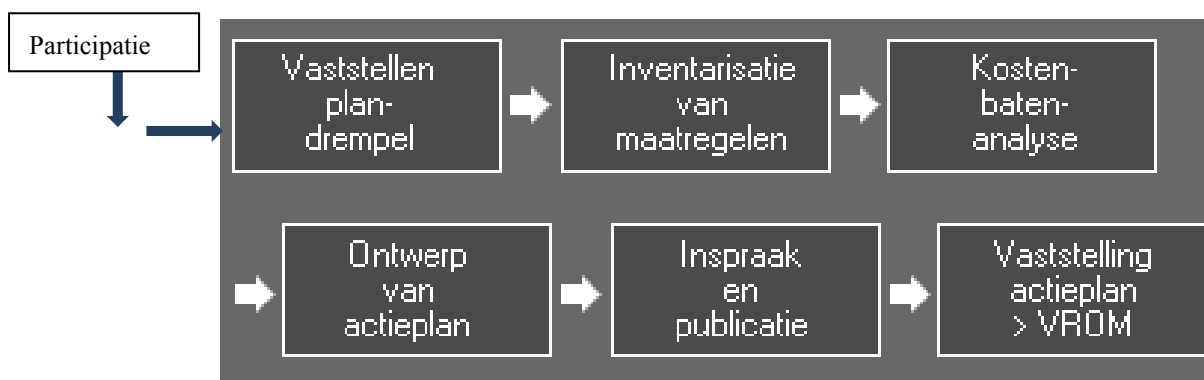 Participatie
Vaststellen
plan-
drempel
Inventarisatie
van
maatregelen
Kosten-
baten-
analyse
Ontwerp
van
actieplan
Inspraak
en
publicatie
Vaststelling
actieplan
> VROM